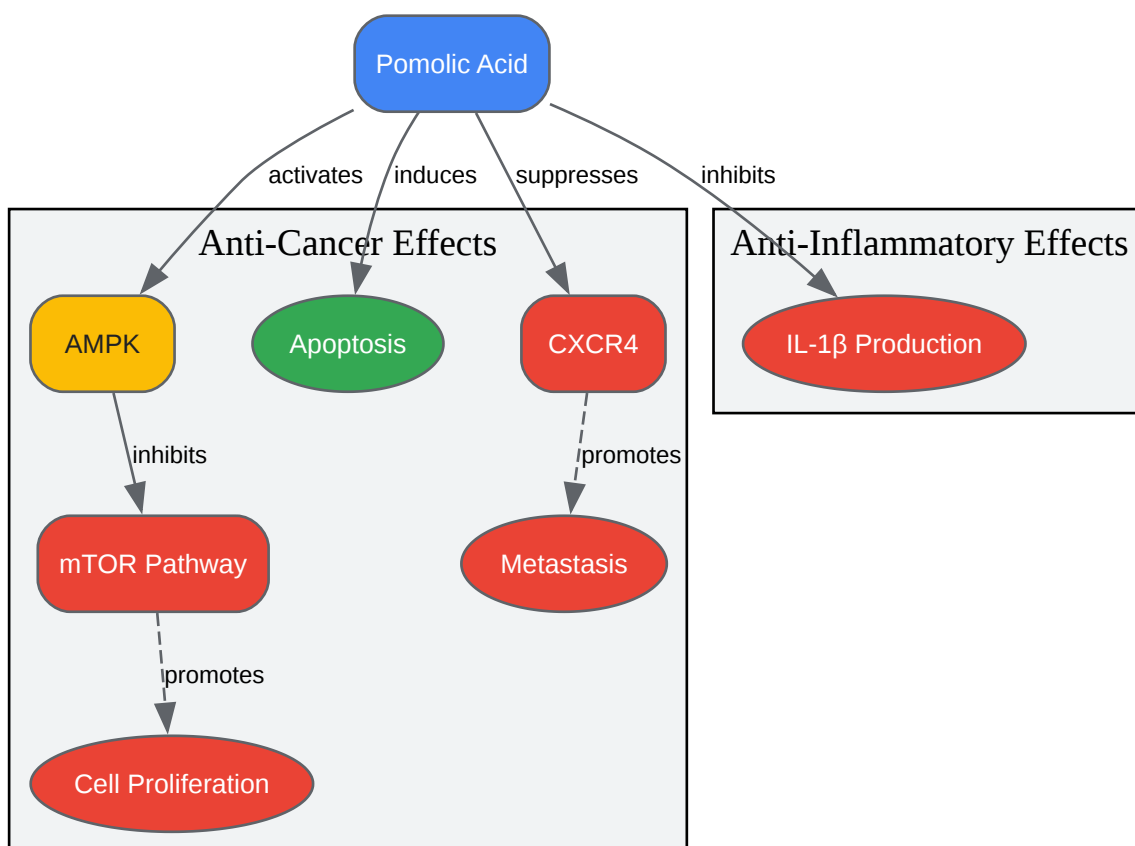 Pomolic Acid
activates
induces
suppresses
inhibits
Anti-Cancer Effects
Anti-Inflammatory Effects
AMPK
Apoptosis
CXCR4
IL-1β Production
inhibits
promotes
mTOR Pathway
Metastasis
promotes
Cell Proliferation